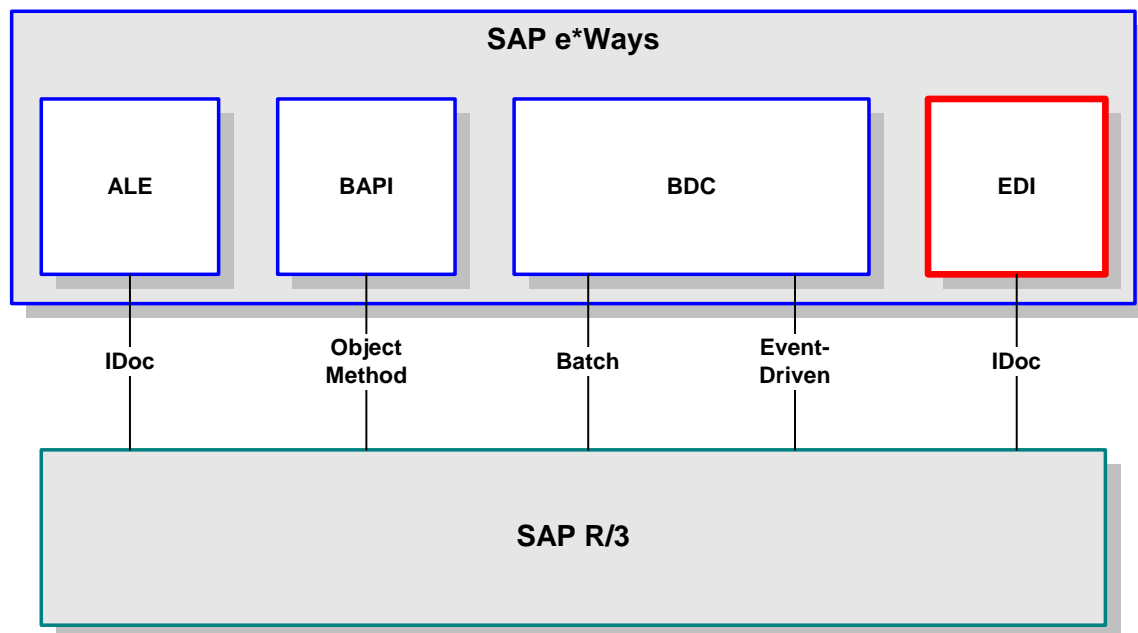 SAP e*Ways
ALE
BAPI
BDC
EDI
IDoc
Object
Method
Batch
Event-
Driven
IDoc
SAP R/3